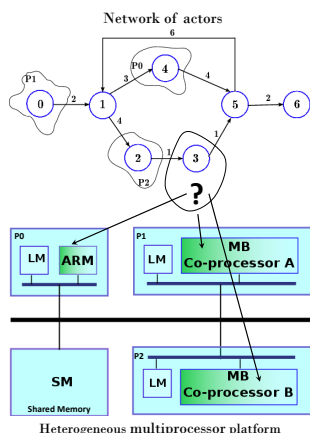 Network of actors
6
P1
P0
4
3
4
0
2
1
5
2
6
4
1
2
1
3
P2
?
P0
P1
LM
ARM
LM
MB
Co-processor A
SM
Shared Memory
P2
LM
MB
Co-processor B
Heterogeneous multiprocessor platform